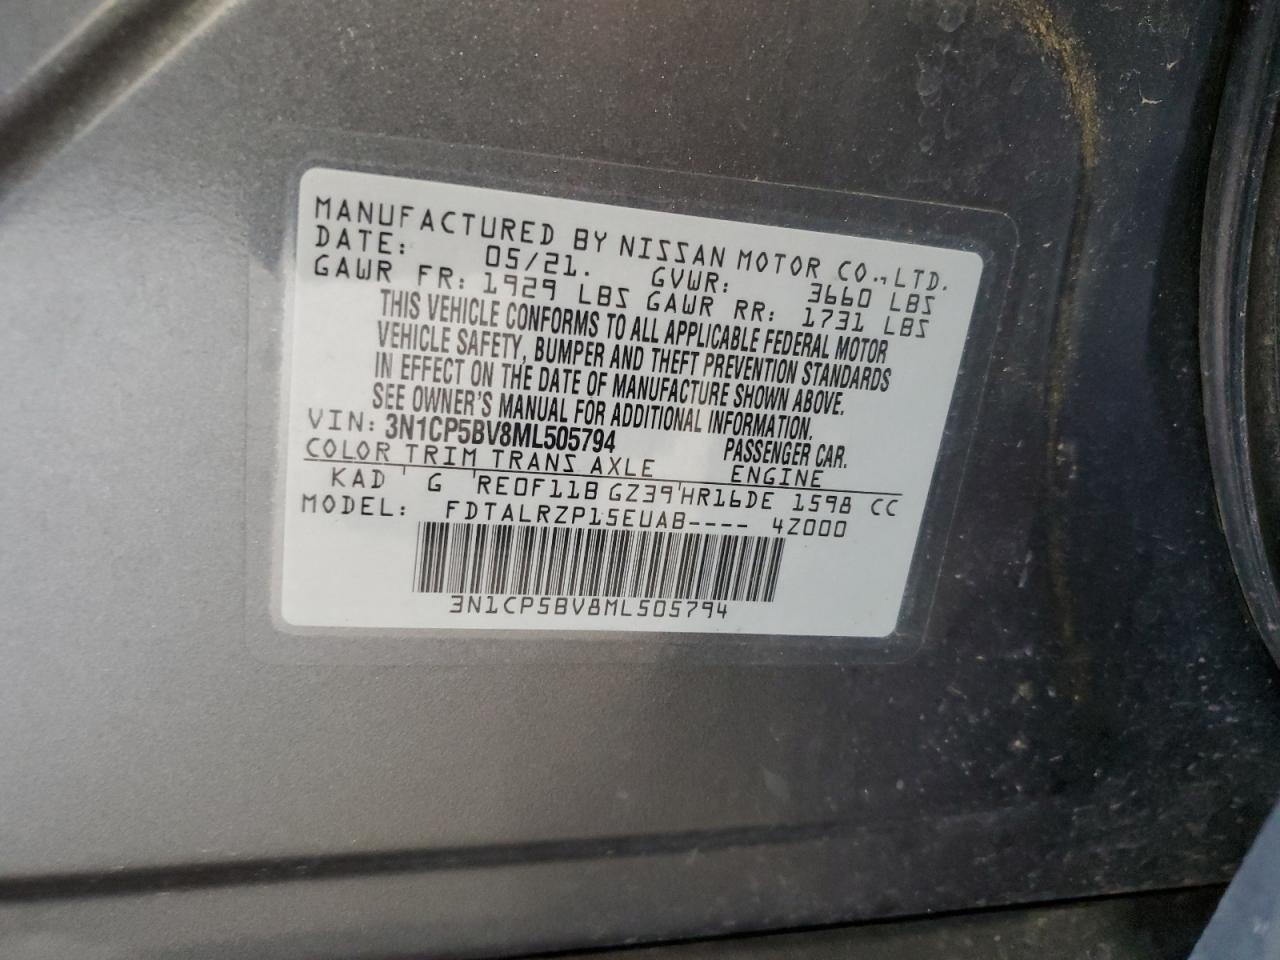 MANUFACTURED BY NISSAN MOTOR CO., LTD.
DATE: 05/21. GVWR: 3660 LBS
GAWR FR: 1929 LBS GAWR RR: 1731 LBS
THIS VEHICLE CONFORMS TO ALL APPLICABLE FEDERAL MOTOR
VEHICLE SAFETY, BUMPER AND THEFT PREVENTION STANDARDS
IN EFFECT ON THE DATE OF MANUFACTURE SHOWN ABOVE.
SEE OWNER'S MANUAL FOR ADDITIONAL INFORMATION.
VIN: 3N1CP5BV8ML505794 PASSENGER CAR.
COLOR TRIM TRANS AXLE ENGINE
KAD G RE0F11B GZ39 HR16DE 1598 CC
MODEL: FDTALRZP15EUAB---- 4Z000
3N1CP5BV8ML505794